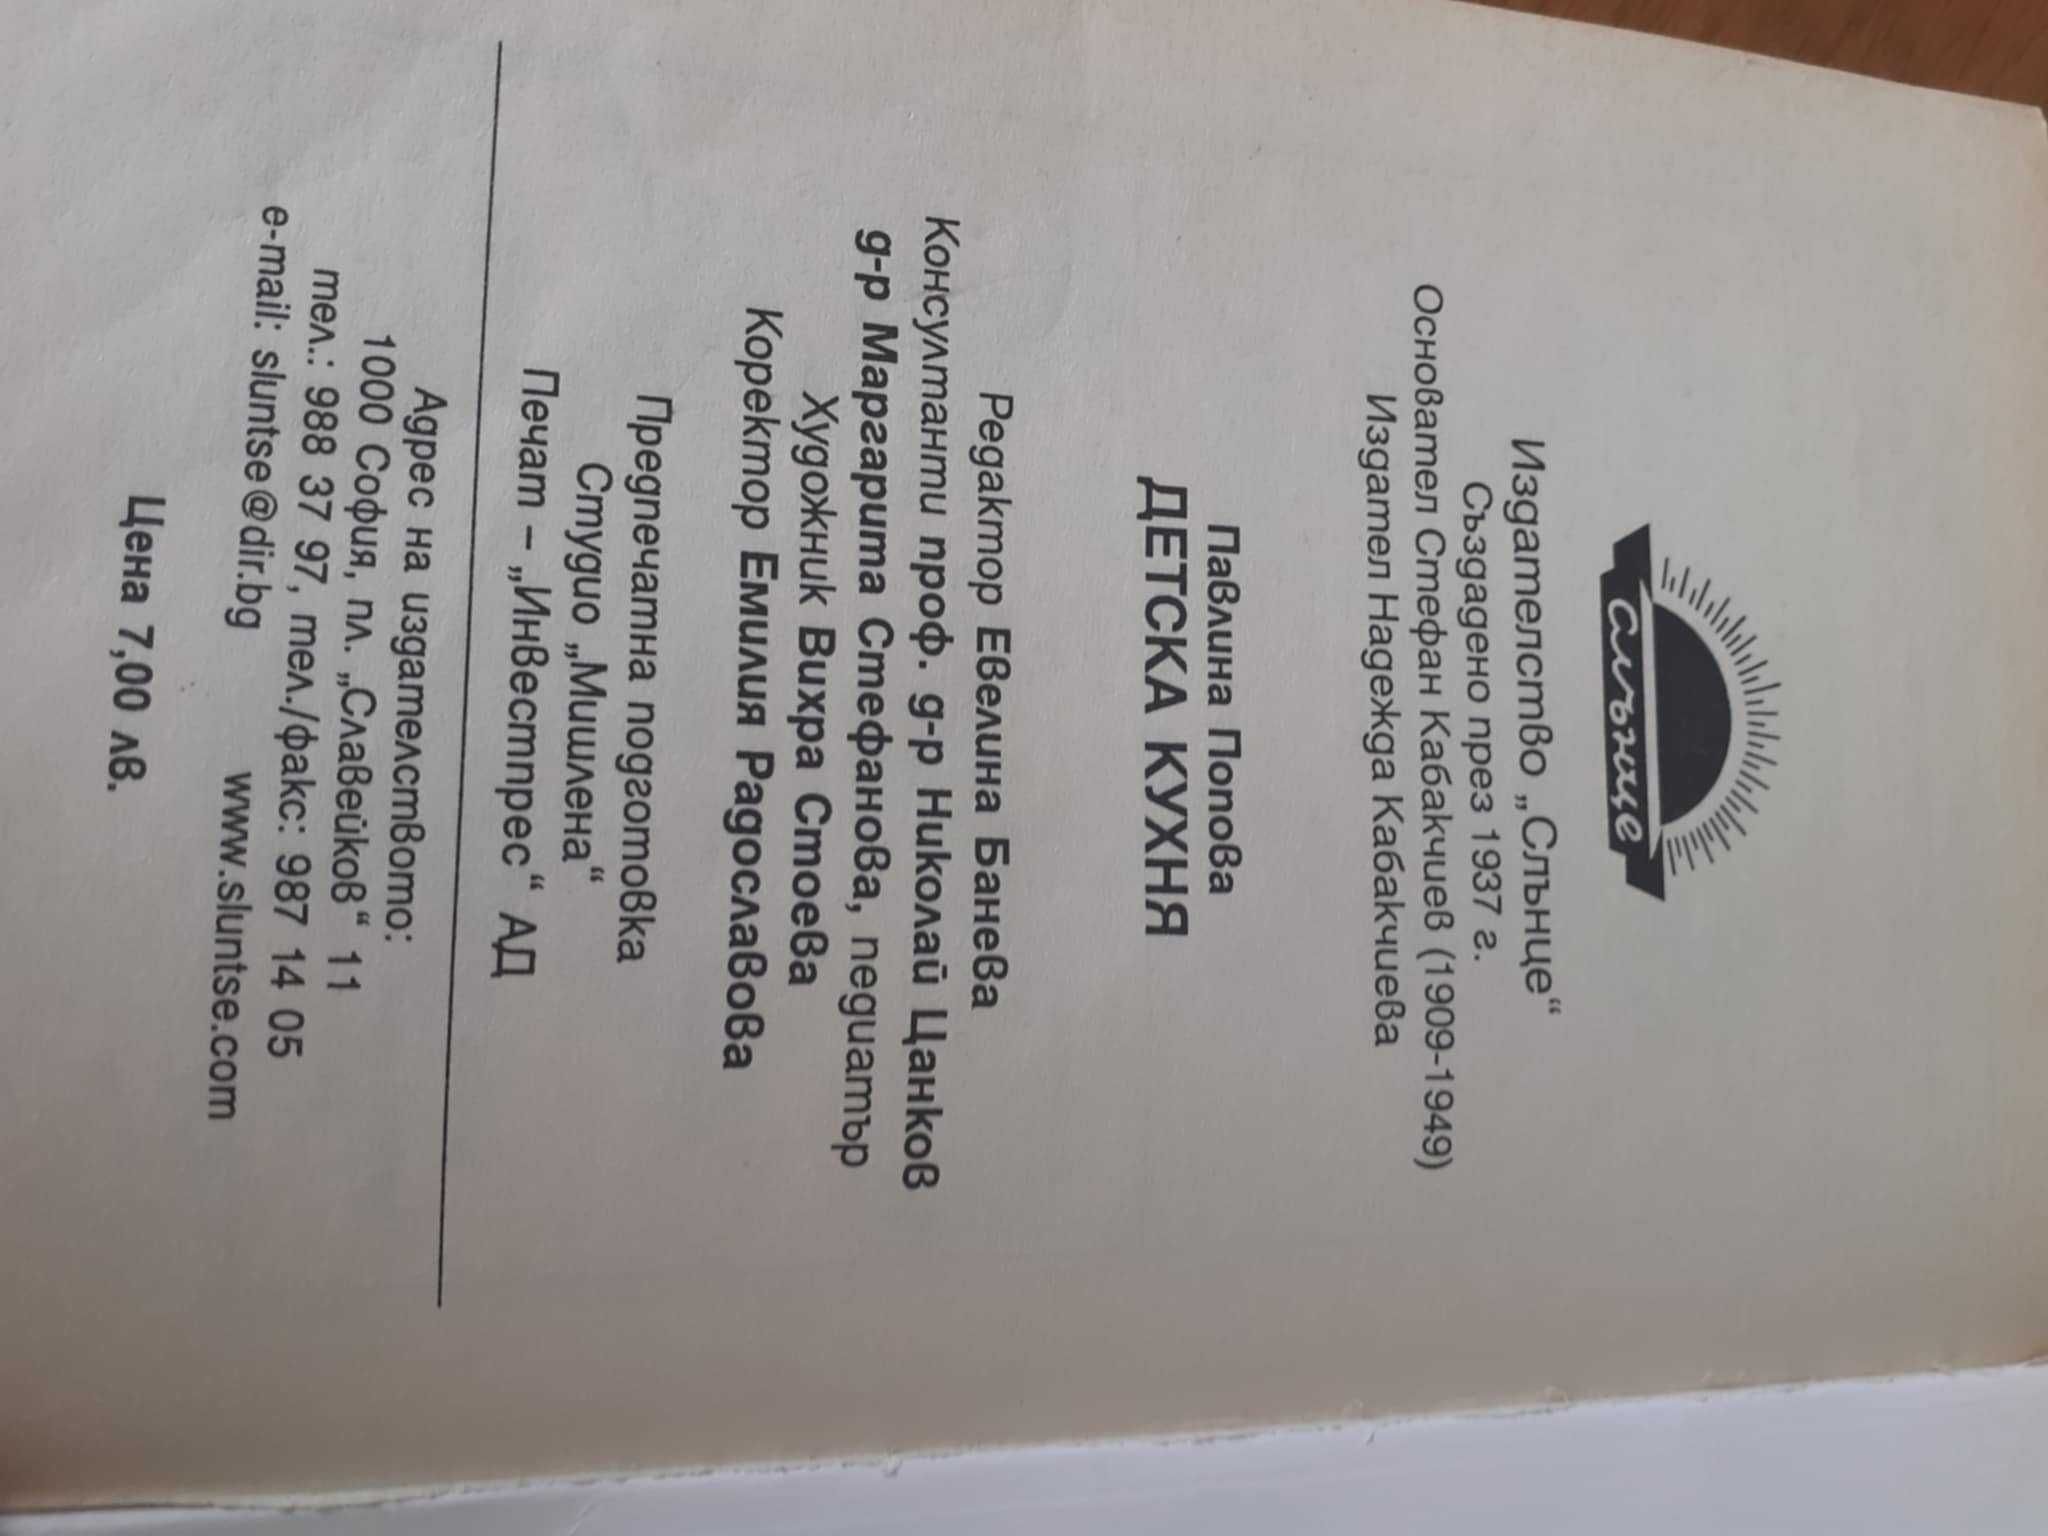 слънце
Издателство „Слънце“
Създадено през 1937 г.
Основател Стефан Кабакчиев (1909-1949)
Издател Надежда Кабакчиева
Павлина Попова
ДЕТСКА КУХНЯ
Редактор Евелина Банева
Консултанти проф. д-р Николай Цанков
д-р Маргарита Стефанова, педиатър
Художник Вихра Стоева
Коректор Емилия Радославова
Предпечатна подготовка
Студио „Мишлена“
Печат – „Инвестпрес“ АД
Адрес на издателството:
1000 София, пл. „Славейков“ 11
тел.: 988 37 97, тел./факс: 987 14 05
e-mail: sluntse@dir.bg www.sluntse.com
Цена 7,00 лв.